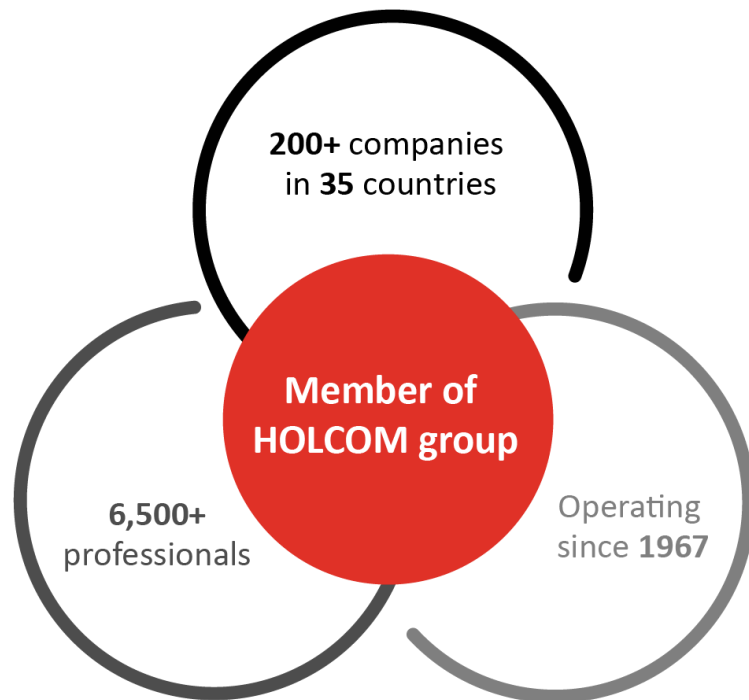 200+ companies
in 35 countries
Member of
HOLCOM group
6,500+
professionals
Operating
since 1967